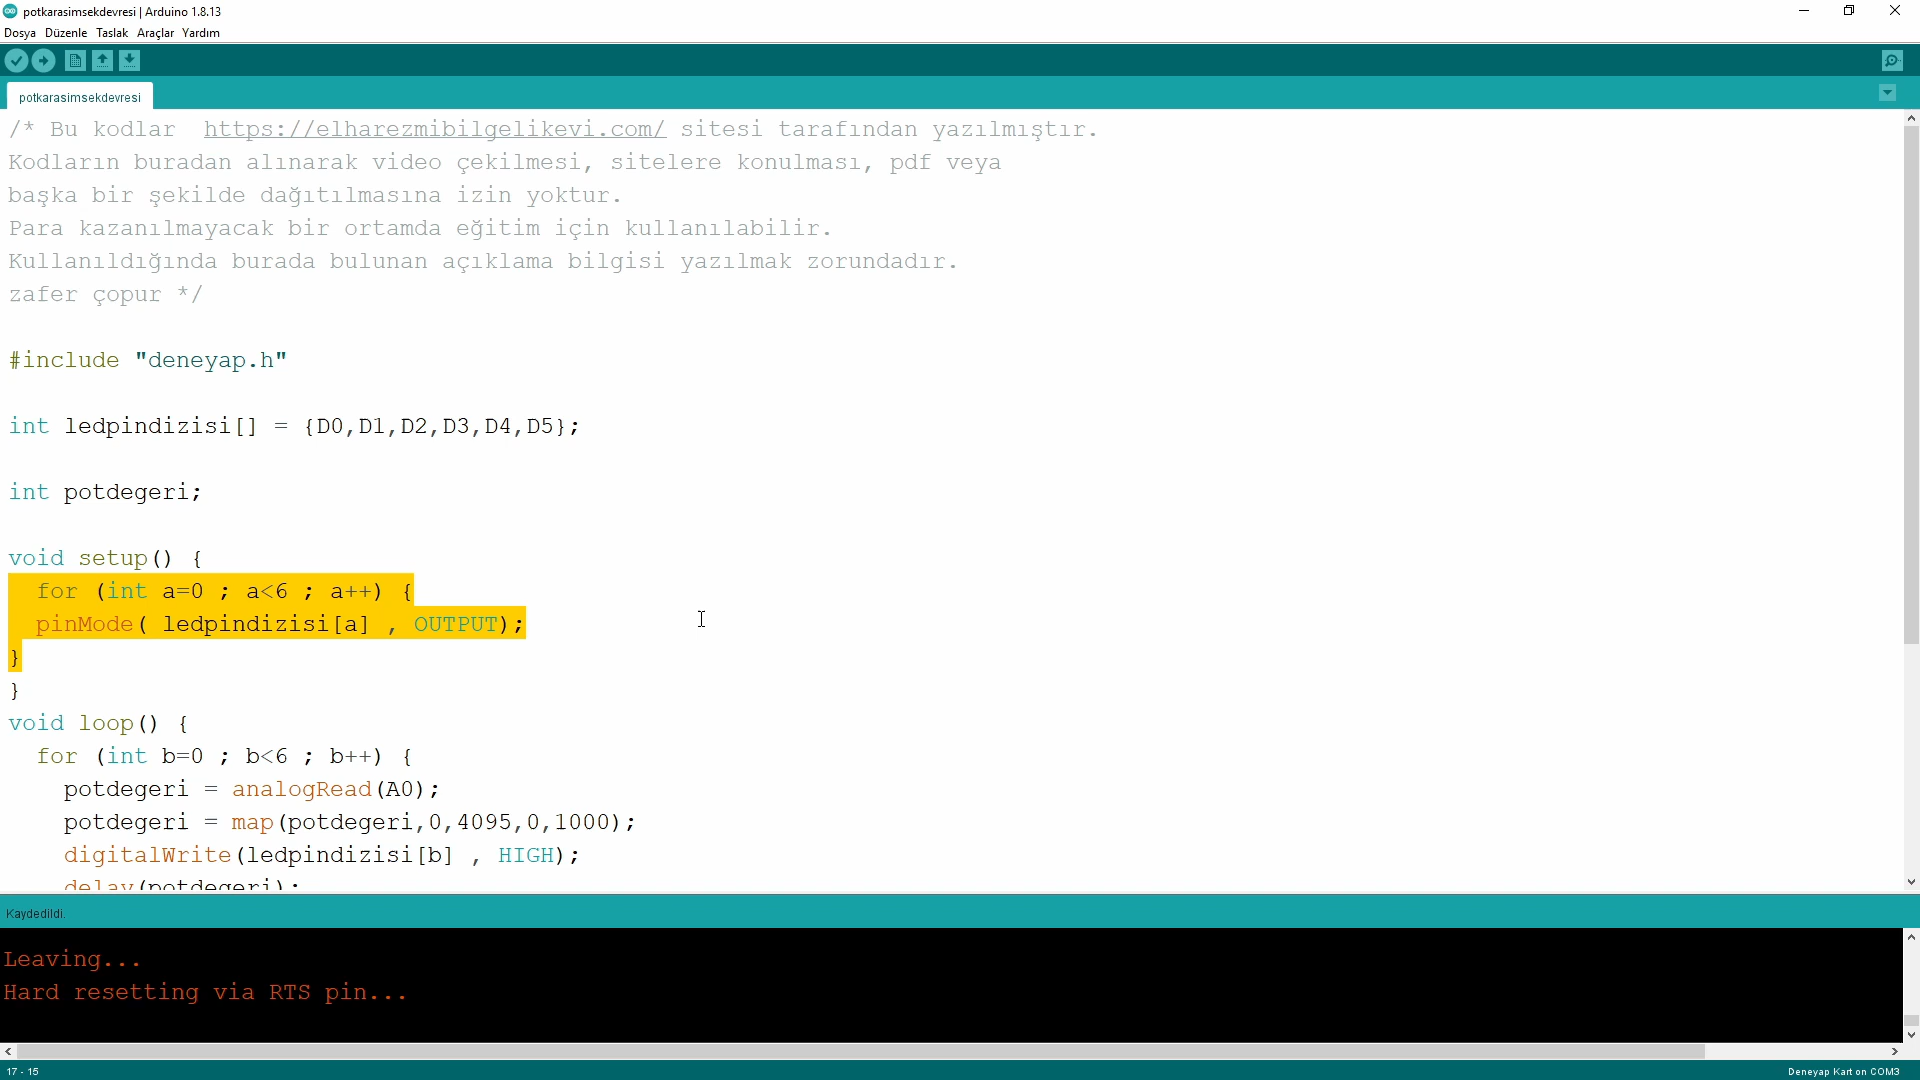 potkarasimsekdevresi | Arduino 1.8.13
Dosya Düzenle Taslak Araçlar Yardım
potkarasimsekdevresi
/* Bu kodlar  https://elharezmibilgelikevi.com/ sitesi tarafından yazılmıştır.
Kodların buradan alınarak video çekilmesi, sitelere konulması, pdf veya
başka bir şekilde dağıtılmasına izin yoktur.
Para kazanılmayacak bir ortamda eğitim için kullanılabilir.
Kullanıldığında burada bulunan açıklama bilgisi yazılmak zorundadır.
zafer çopur */
#include "deneyap.h"
int ledpindizisi[] = {D0,D1,D2,D3,D4,D5};
int potdegeri;
void setup() {
  for (int a=0 ; a<6 ; a++) {
  pinMode( ledpindizisi[a] , OUTPUT);
}
}
void loop() {
  for (int b=0 ; b<6 ; b++) {
    potdegeri = analogRead(A0);
    potdegeri = map(potdegeri,0,4095,0,1000);
    digitalWrite(ledpindizisi[b] , HIGH);
    delay(potdegeri);
Kaydedildi.
Leaving...
Hard resetting via RTS pin...
17 - 15
Deneyap Kart on COM3